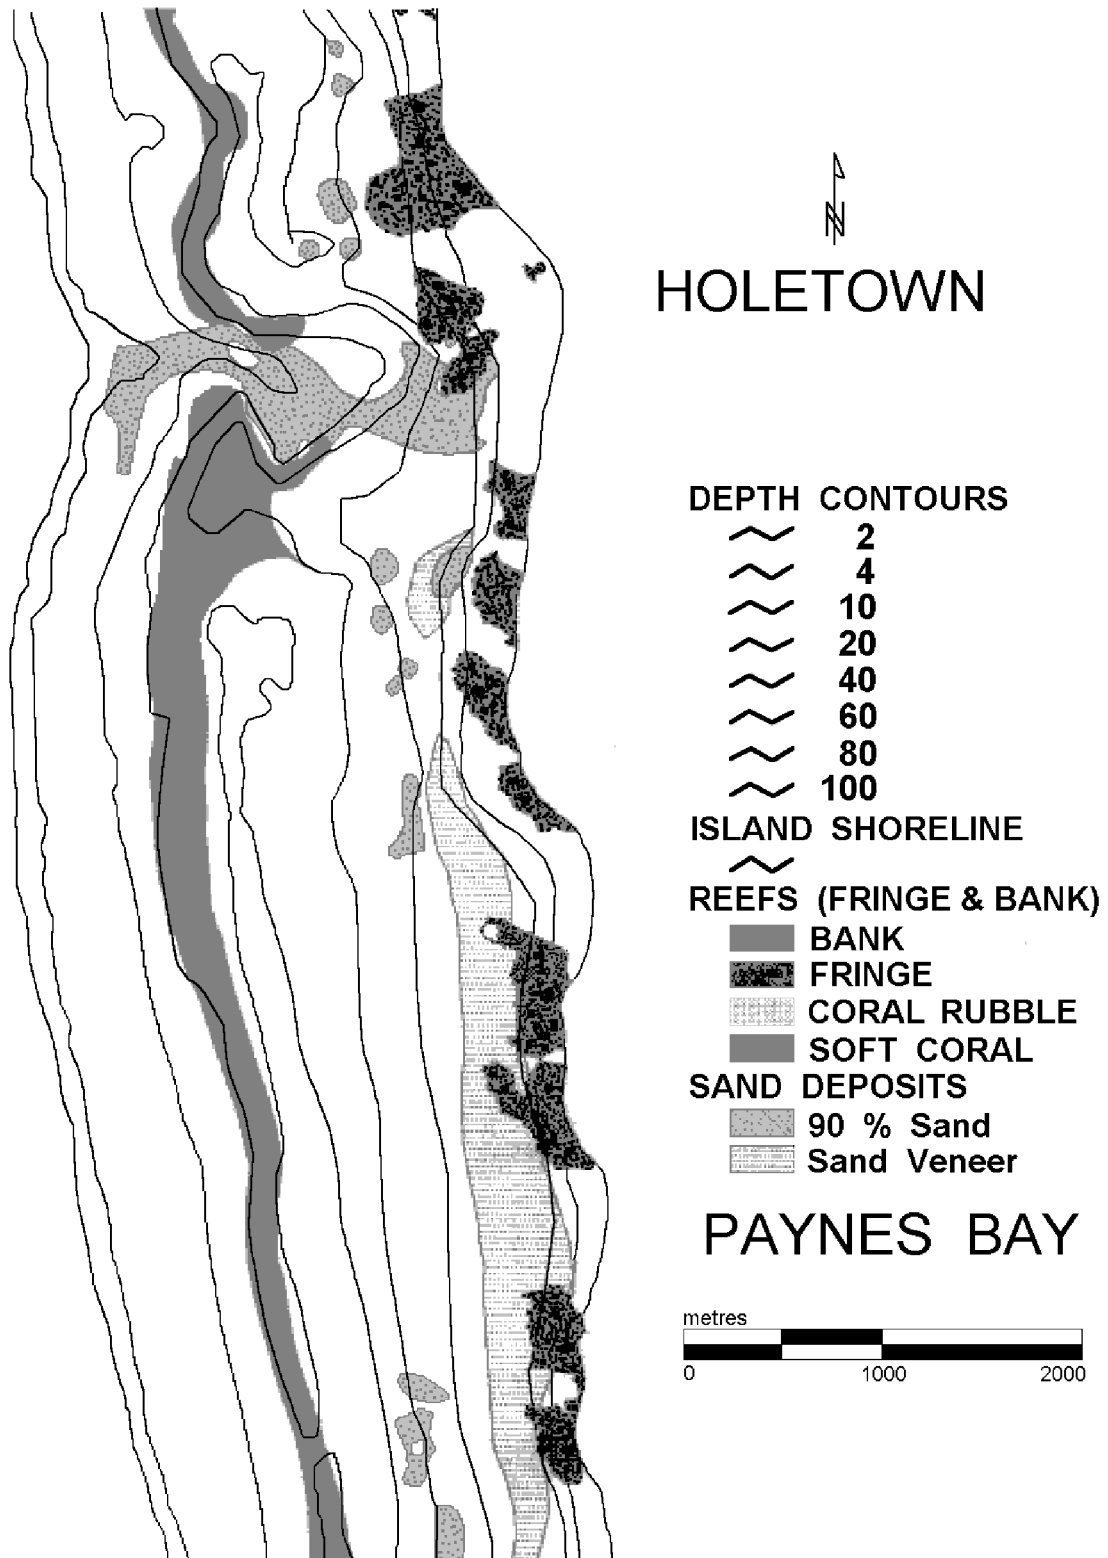 N
HOLETOWN
DEPTH CONTOURS
2
4
10
20
40
60
80
100
ISLAND SHORELINE
REEFS (FRINGE & BANK)
BANK
FRINGE
CORAL RUBBLE
SOFT CORAL
SAND DEPOSITS
90 % Sand
Sand Veneer
PAYNES BAY
metres
0 1000 2000